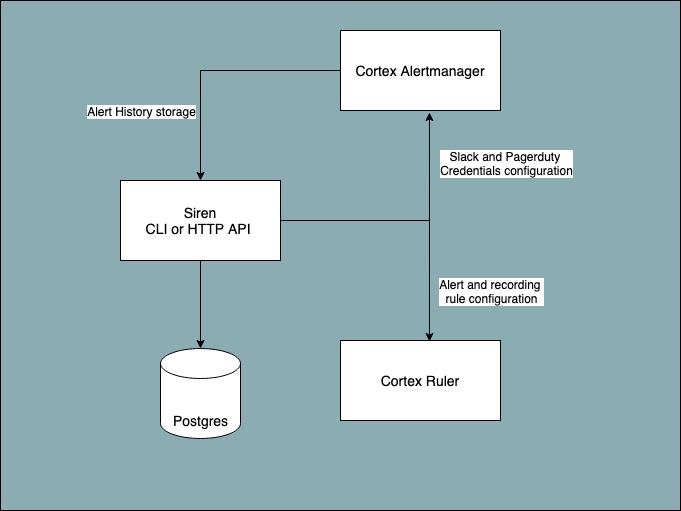 Cortex Alertmanager
Alert History storage
Slack and Pagerduty
Credentials configuration
Siren
CLI or HTTP API
Alert and recording
rule configuration
Cortex Ruler
Postgres